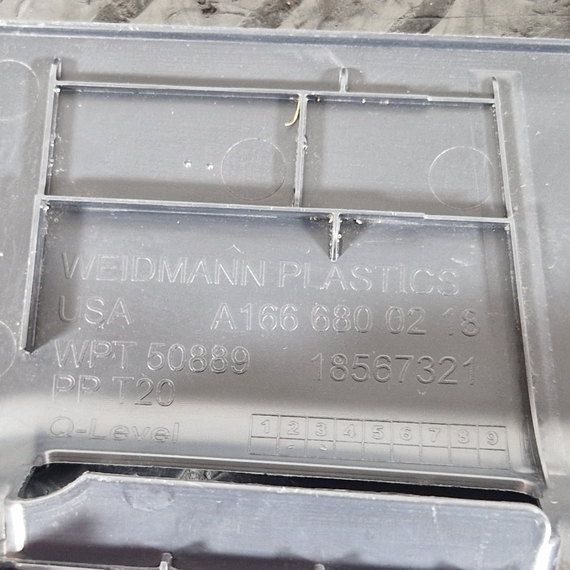 WEIDMANN PLASTICS
USA A166 680 02 18
WPT 50889 18567321
PP T20
Q-Level 1 2 3 4 5 6 7 8 9